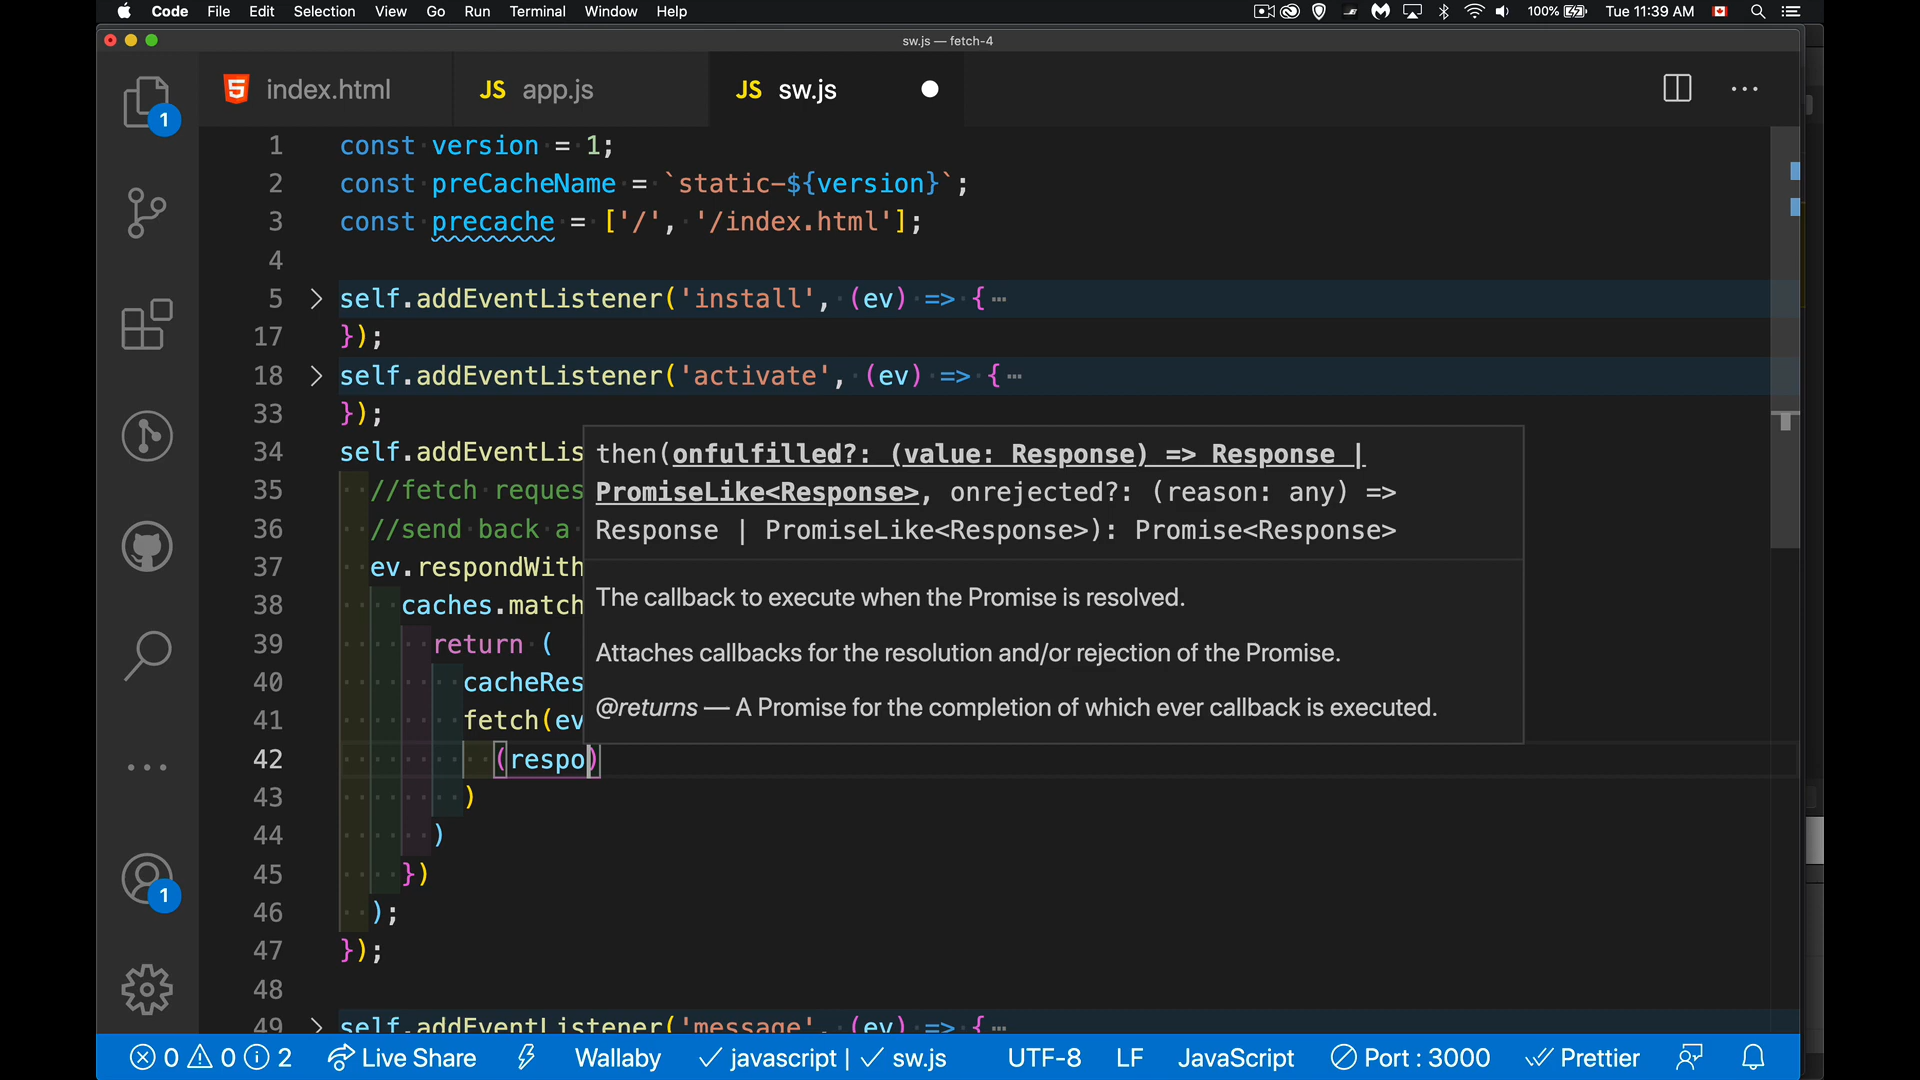 Code File Edit Selection View Go Run Terminal Window Help 100% Tue 11:39 AM
sw.js — fetch-4
index.html JS app.js JS sw.js
1 const version = 1;
2 const preCacheName = `static-${version}`;
3 const precache = ['/', '/index.html'];
4
5 self.addEventListener('install', (ev) => {
17 });
18 self.addEventListener('activate', (ev) => {
33 });
34 self.addEventLis
35 //fetch reques
36 //send back a
37 ev.respondWith
38 caches.match
39 return (
40 cacheRes
41 fetch(ev
42 (respo)
43 )
44 )
45 })
46 );
47 });
48
49 self.addEventListener('message', (ev) => {
then(onfulfilled?: (value: Response) => Response |
PromiseLike<Response>, onrejected?: (reason: any) =>
Response | PromiseLike<Response>): Promise<Response>
The callback to execute when the Promise is resolved.
Attaches callbacks for the resolution and/or rejection of the Promise.
@returns — A Promise for the completion of which ever callback is executed.
1
1
0 0 2 Live Share Wallaby javascript | sw.js UTF-8 LF JavaScript Port : 3000 Prettier